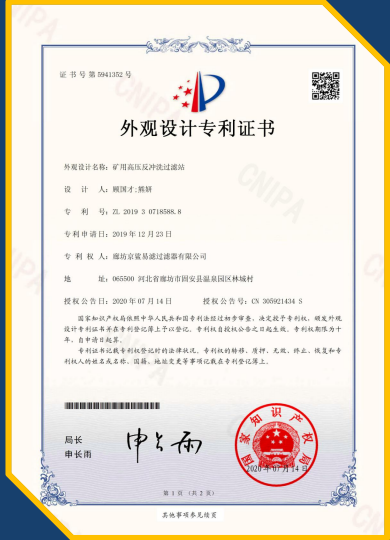 证书号第5941352号
外观设计专利证书
外观设计名称：矿用高压反冲洗过滤站
设计人：顾国才;熊妍
专利号：ZL 2019 3 0718588.8
专利申请日：2019年12月23日
专利权人：廊坊京蓃易滤过滤器有限公司
地址：065500 河北省廊坊市固安县温泉园区林城村
授权公告日：2020年07月14日 授权公告号：CN 305921434 S
国家知识产权局依照中华人民共和国专利法经过初步审查，决定授予专利权，颁发外观
设计专利证书并在专利登记簿上予以登记。专利权自授权公告之日起生效。专利权期限为十
年，自申请日起算。
专利证书记载专利权登记时的法律状况。专利权的转移、质押、无效、终止、恢复和专
利权人的姓名或名称、国籍、地址变更等事项记载在专利登记簿上。
局长
申长雨
申长雨
国家知识产权局
2020年07月14日
第 1 页 （共 2 页）
其他事项参见续页
CNIPA
CNIPA
CNIPA